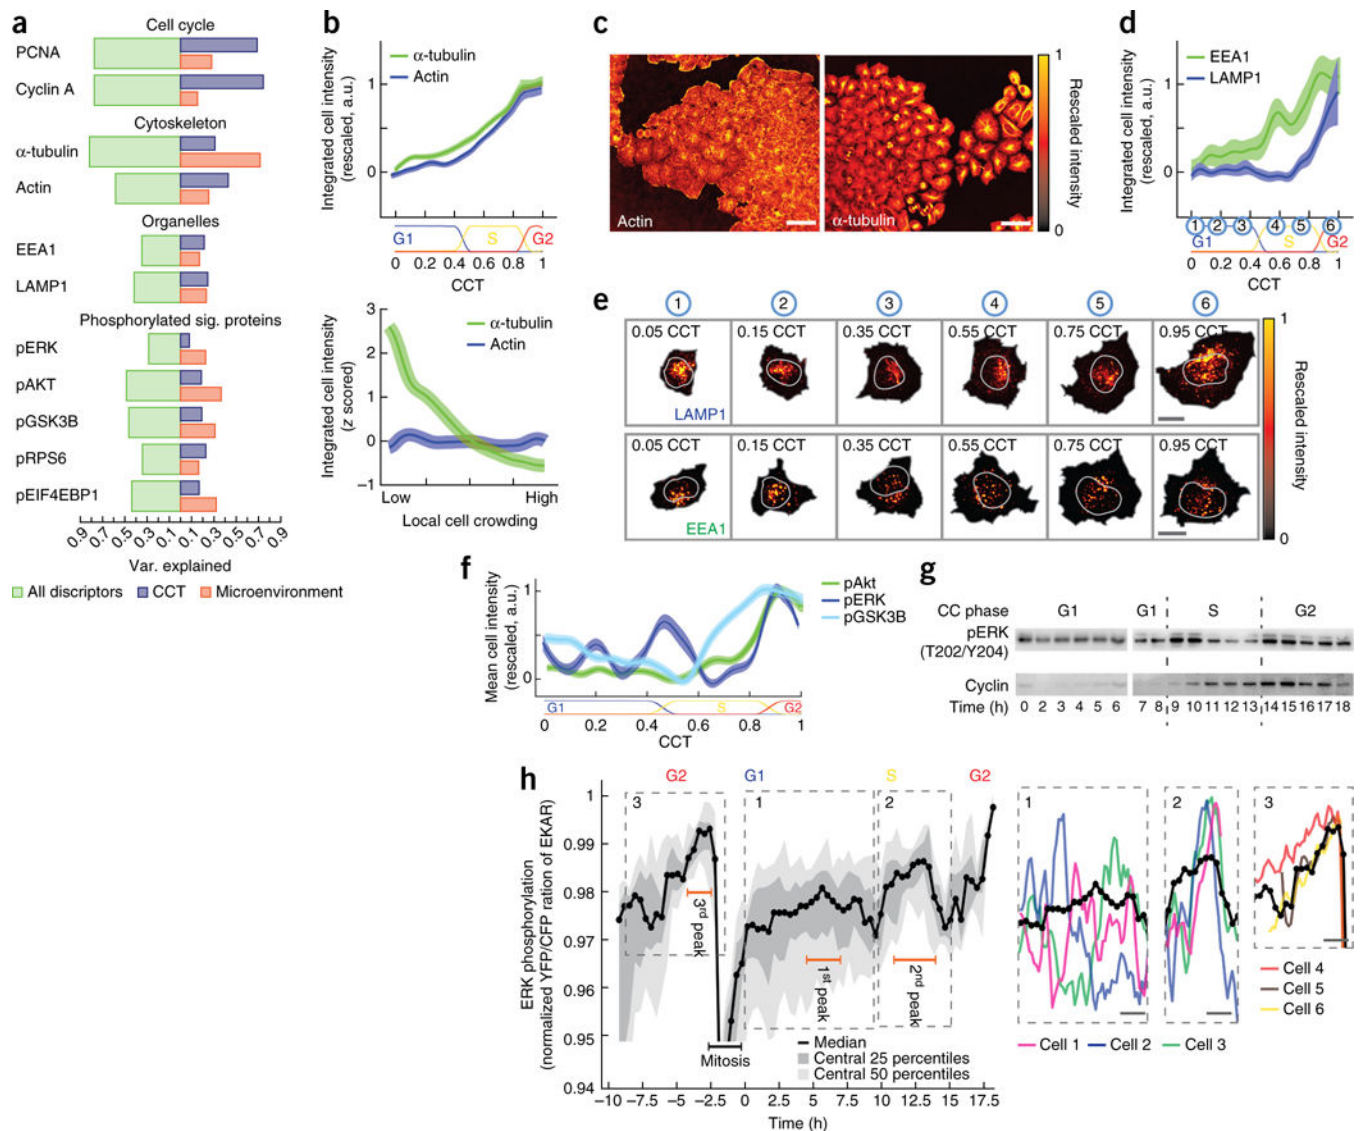 a
Cell cycle
PCNA
Cyclin A
Cytoskeleton
α-tubulin
Actin
Organelles
EEA1
LAMP1
Phosphorylated sig. proteins
pERK
pAKT
pGSK3B
pRPS6
pEIF4EBP1
0.9 0.7 0.5 0.3 0.1 0.1 0.3 0.5 0.7 0.9
Var. explained
All discriptors CCT Microenvironment
b
Integrated cell intensity
(rescaled, a.u.)
α-tubulin
Actin
1
0
G1 S G2
0 0.2 0.4 0.6 0.8 1
CCT
Integrated cell intensity
(z scored)
α-tubulin
Actin
3
2
1
0
−1
Low High
Local cell crowding
c
Actin
α-tubulin
1
0
Rescaled intensity
d
Integrated cell intensity
(rescaled, a.u.)
EEA1
LAMP1
1
0
1 2 3 4 5 6
G1 S G2
0 0.2 0.4 0.6 0.8 1
CCT
e
1 2 3 4 5 6
0.05 CCT 0.15 CCT 0.35 CCT 0.55 CCT 0.75 CCT 0.95 CCT
LAMP1
0.05 CCT 0.15 CCT 0.35 CCT 0.55 CCT 0.75 CCT 0.95 CCT
EEA1
1
0
Rescaled intensity
f
Mean cell intensity
(rescaled, a.u.)
pAkt
pERK
pGSK3B
1
0
G1 S G2
0 0.2 0.4 0.6 0.8 1
CCT
g
CC phase G1 G1 S G2
pERK
(T202/Y204)
Cyclin
Time (h) 0 2 3 4 5 6 7 8 9 10 11 12 13 14 15 16 17 18
h
G2 G1 S G2
ERK phosphorylation
(normalized YFP/CFP ration of EKAR)
1
0.99
0.98
0.97
0.96
0.95
0.94
3 1 2
3rd peak
1st peak
2nd peak
Mitosis
Median
Central 25 percentiles
Central 50 percentiles
−10 −7.5 −5 −2.5 0 2.5 5 7.5 10 12.5 15 17.5
Time (h)
1 2 3
Cell 4
Cell 5
Cell 6
Cell 1 Cell 2 Cell 3